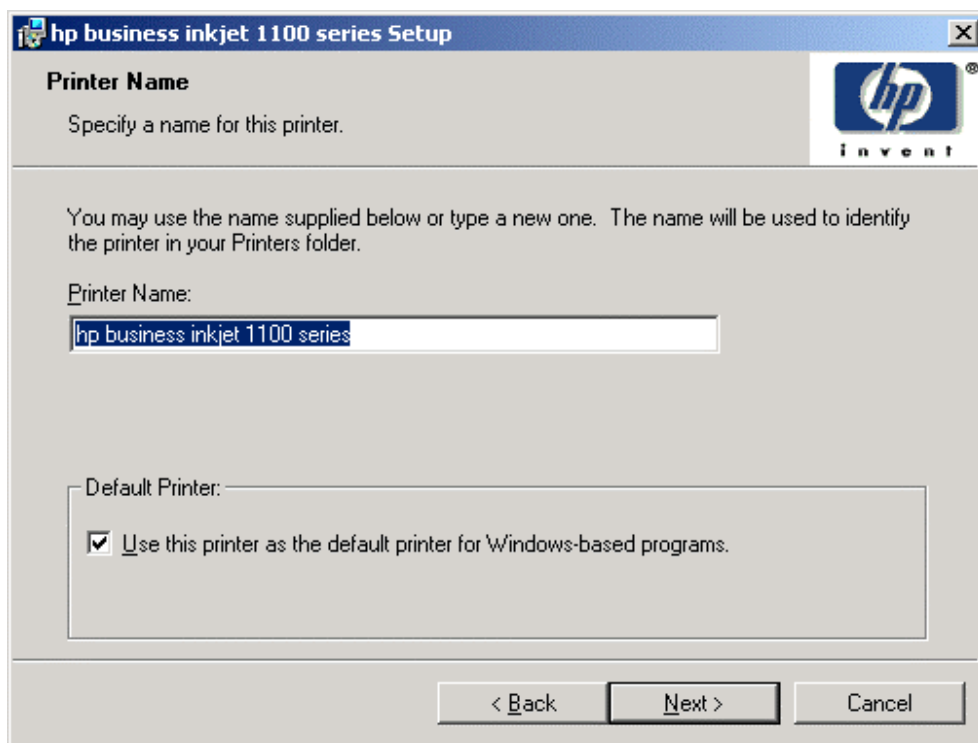 hp business inkjet 1100 series Setup
Printer Name
Specify a name for this printer.
hp ®
invent
You may use the name supplied below or type a new one. The name will be used to identify
the printer in your Printers folder.
Printer Name:
hp business inkjet 1100 series
Default Printer:
Use this printer as the default printer for Windows-based programs.
< Back
Next >
Cancel